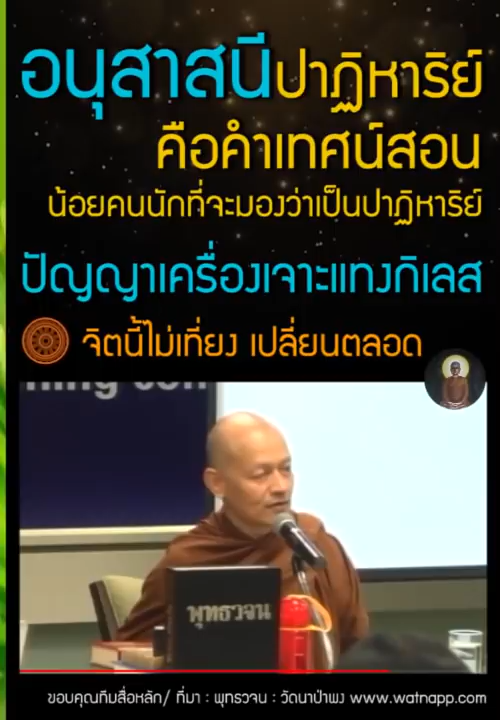 อนุสาสนีปาฏิหาริย์
คือคำเทศน์สอน
น้อยคนนักที่จะมองว่าเป็นปาฏิหาริย์
ปัญญาเครื่องเจาะแทงกิเลส
จิตนี้ไม่เที่ยง เปลี่ยนตลอด
พุทธวจน
ขอบคุณทีมสื่อหลัก/ ที่มา : พุทธวจน : วัดนาป่าพง www.watnapp.com